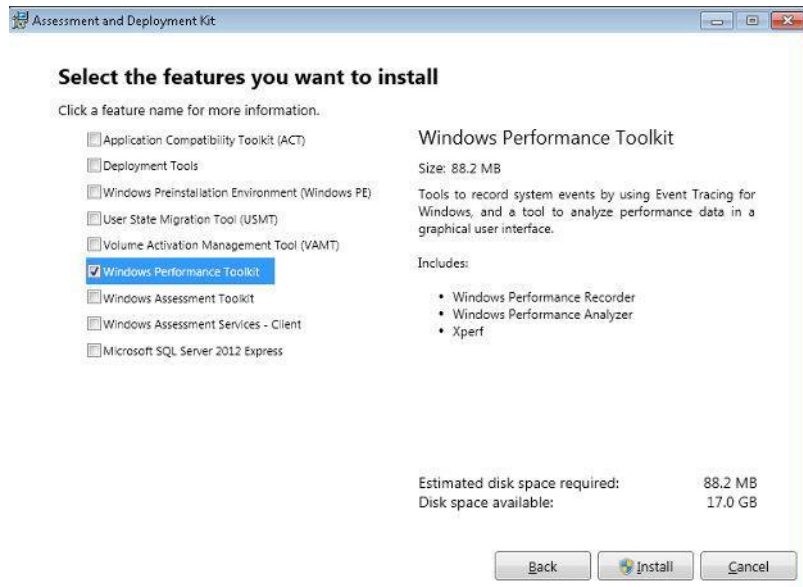 Assessment and Deployment Kit
Select the features you want to install
Click a feature name for more information.
Application Compatibility Toolkit (ACT)
Deployment Tools
Windows Preinstallation Environment (Windows PE)
User State Migration Tool (USMT)
Volume Activation Management Tool (VAMT)
Windows Performance Toolkit
Windows Assessment Toolkit
Windows Assessment Services - Client
Microsoft SQL Server 2012 Express
Windows Performance Toolkit
Size: 88.2 MB
Tools to record system events by using Event Tracing for
Windows, and a tool to analyze performance data in a
graphical user interface.
Includes:
• Windows Performance Recorder
• Windows Performance Analyzer
• Xperf
Estimated disk space required: 88.2 MB
Disk space available: 17.0 GB
Back Install Cancel